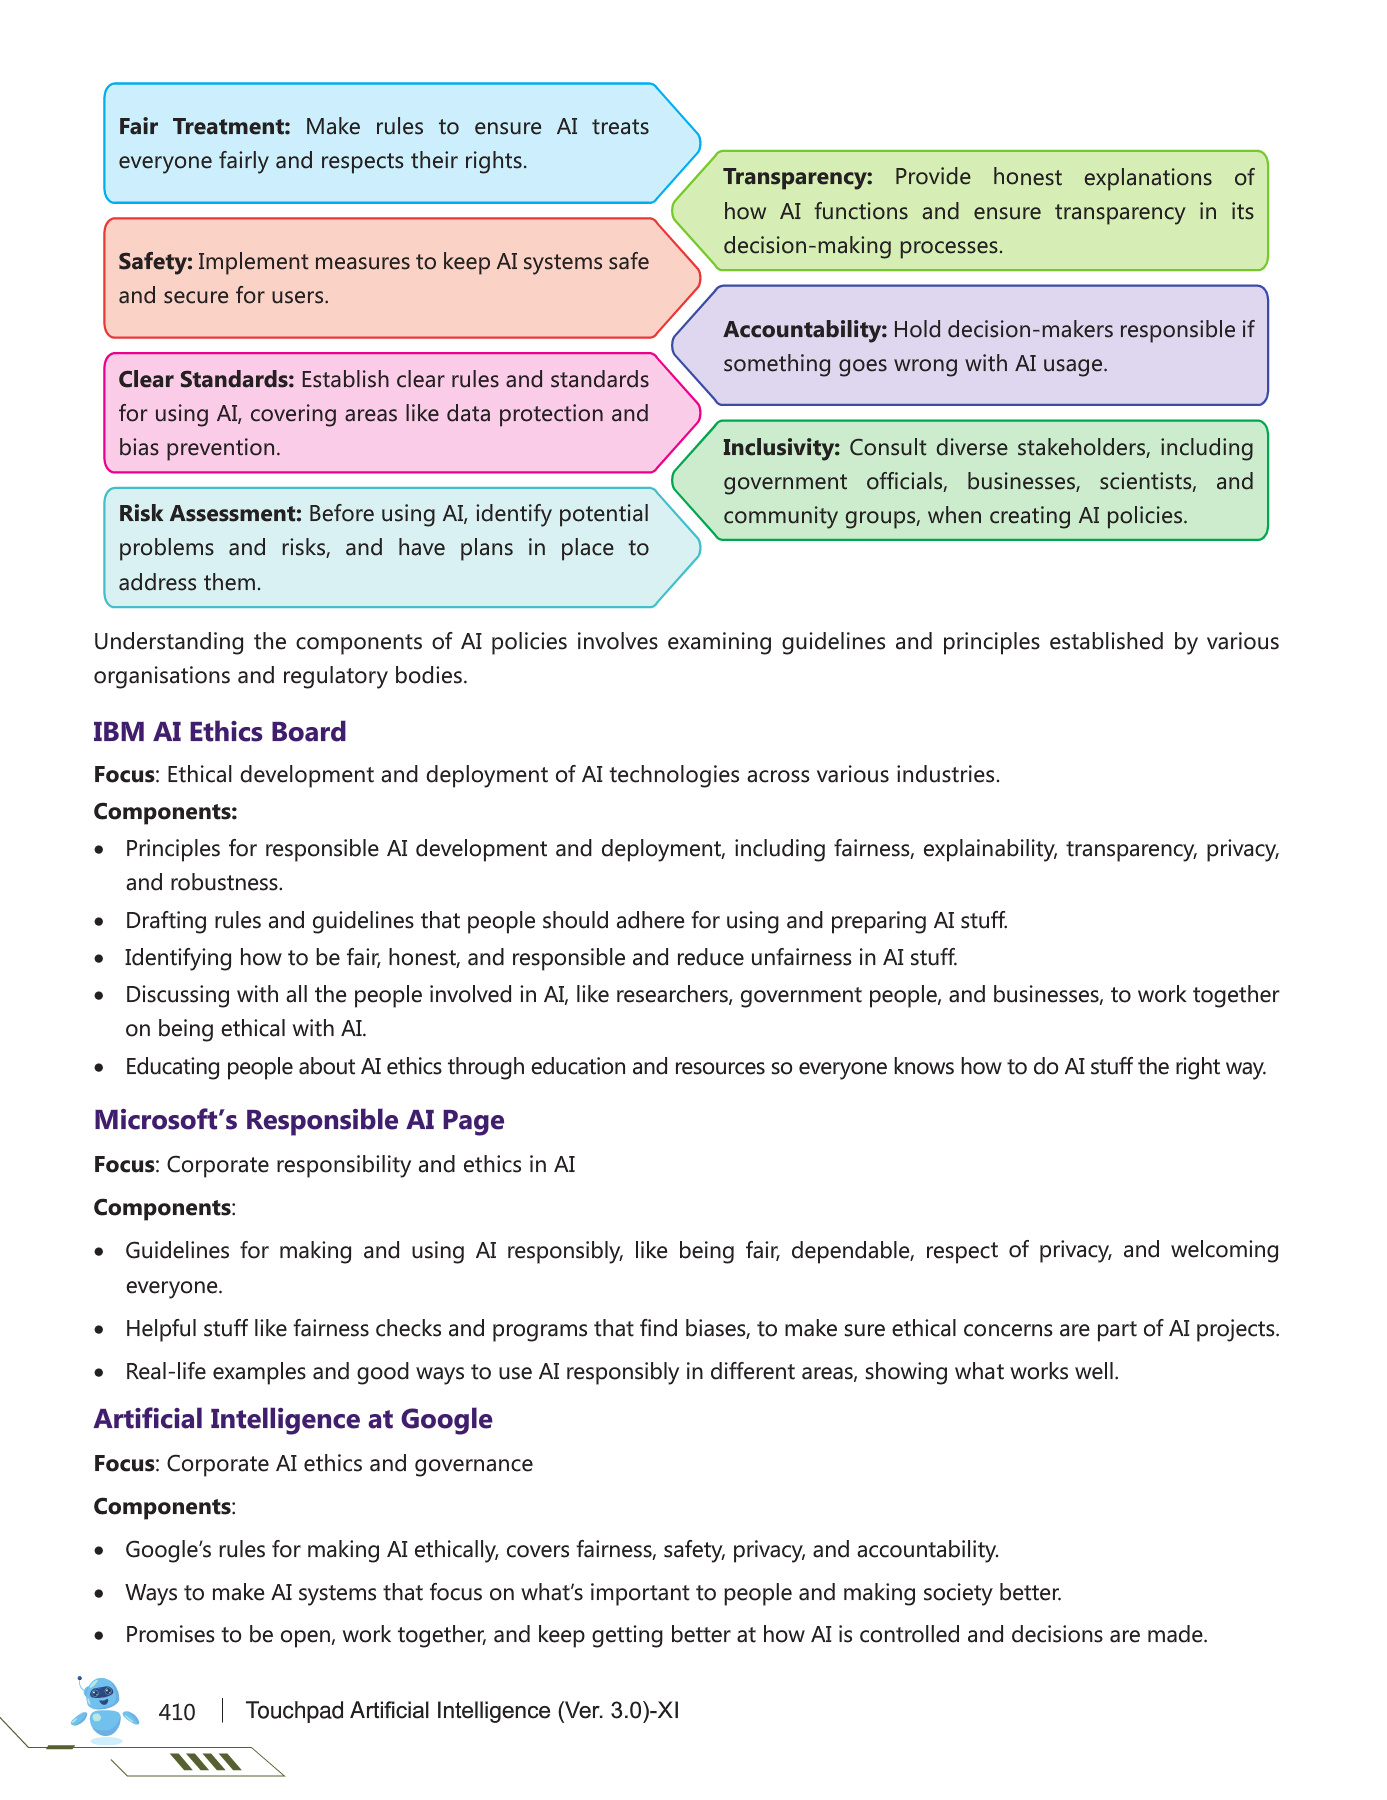 Fair Treatment: Make rules to ensure AI treats
everyone fairly and respects their rights.
Transparency: Provide honest explanations of
how AI functions and ensure transparency in its
decision-making processes.
Safety: Implement measures to keep AI systems safe
and secure for users.
Accountability: Hold decision-makers responsible if
something goes wrong with AI usage.
Clear Standards: Establish clear rules and standards
for using AI, covering areas like data protection and
bias prevention.
Inclusivity: Consult diverse stakeholders, including
government officials, businesses, scientists, and
community groups, when creating AI policies.
Risk Assessment: Before using AI, identify potential
problems and risks, and have plans in place to
address them.
Understanding the components of AI policies involves examining guidelines and principles established by various
organisations and regulatory bodies.
IBM AI Ethics Board
Focus: Ethical development and deployment of AI technologies across various industries.
Components:
• Principles for responsible AI development and deployment, including fairness, explainability, transparency, privacy,
and robustness.
• Drafting rules and guidelines that people should adhere for using and preparing AI stuff.
• Identifying how to be fair, honest, and responsible and reduce unfairness in AI stuff.
• Discussing with all the people involved in AI, like researchers, government people, and businesses, to work together
on being ethical with AI.
• Educating people about AI ethics through education and resources so everyone knows how to do AI stuff the right way.
Microsoft's Responsible AI Page
Focus: Corporate responsibility and ethics in AI
Components:
• Guidelines for making and using AI responsibly, like being fair, dependable, respect of privacy, and welcoming
everyone.
• Helpful stuff like fairness checks and programs that find biases, to make sure ethical concerns are part of AI projects.
• Real-life examples and good ways to use AI responsibly in different areas, showing what works well.
Artificial Intelligence at Google
Focus: Corporate AI ethics and governance
Components:
• Google's rules for making AI ethically, covers fairness, safety, privacy, and accountability.
• Ways to make AI systems that focus on what's important to people and making society better.
• Promises to be open, work together, and keep getting better at how AI is controlled and decisions are made.
410 Touchpad Artificial Intelligence (Ver. 3.0)-XI